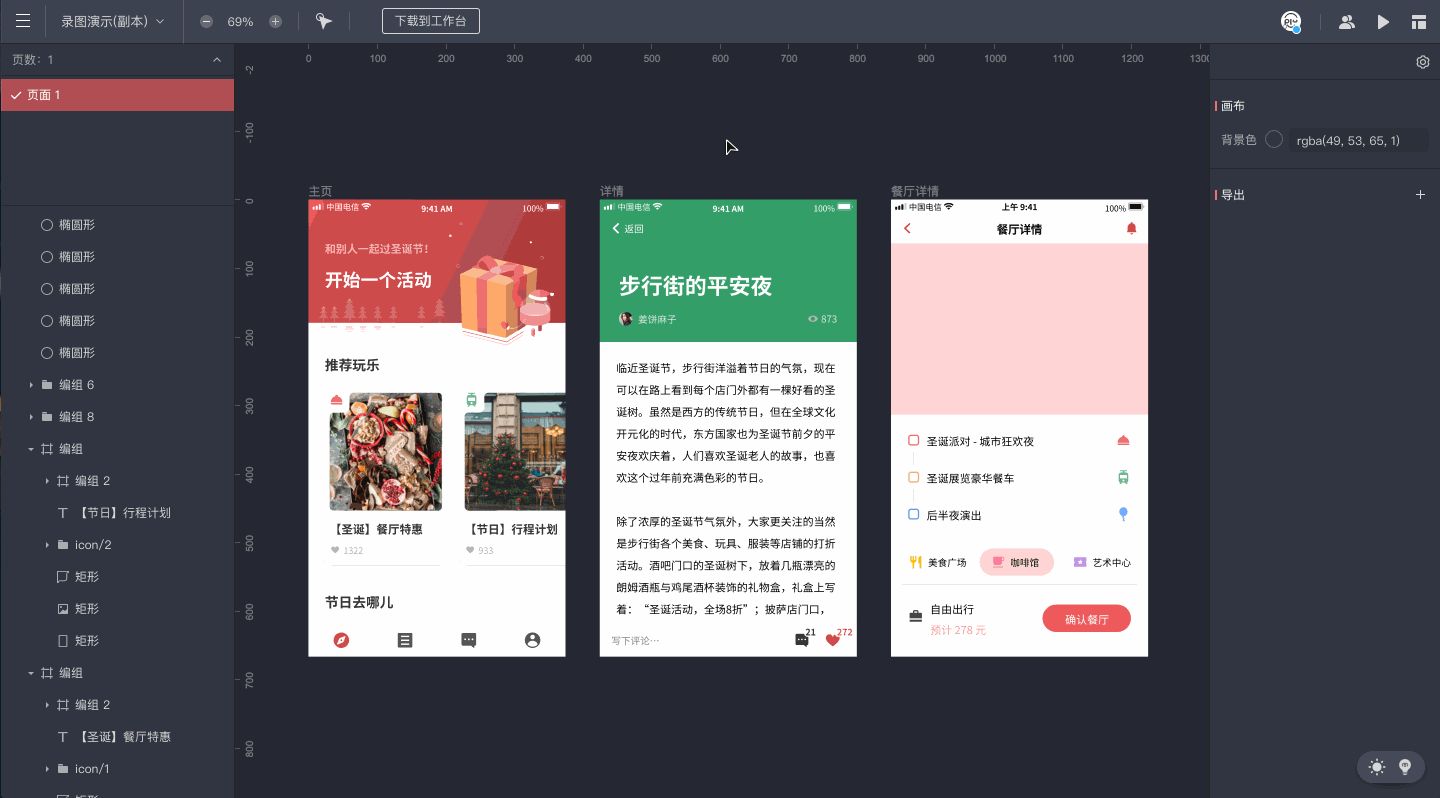 录图演示(副本)
69%
下载到工作台
页数：1
页面 1
椭圆形
椭圆形
椭圆形
椭圆形
椭圆形
编组 6
编组 8
编组
编组 2
【节日】行程计划
icon/2
矩形
矩形
矩形
编组
编组 2
【圣诞】餐厅特惠
icon/1
矩形
0 100 200 300 400 500 600 700 800 900 1000 1100 1200 1300
-2
-100
0
100
200
300
400
500
600
700
800
主页
中国电信 9:41 AM 100%
和别人一起过圣诞节！
开始一个活动
推荐玩乐
【圣诞】餐厅特惠
1322
【节日】行程计划
933
节日去哪儿
详情
中国电信 9:41 AM 100%
返回
步行街的平安夜
姜饼麻子
873
临近圣诞节，步行街洋溢着节日的气氛，现在
可以在路上看到每个店门外都有一棵好看的圣
诞树。虽然是西方的传统节日，但在全球文化
开元化的时代，东方国家也为圣诞节前夕的平
安夜欢庆着，人们喜欢圣诞老人的故事，也喜
欢这个过年前充满色彩的节日。
除了浓厚的圣诞节气氛外，大家更关注的当然
是步行街各个美食、玩具、服装等店铺的打折
活动。酒吧门口的圣诞树下，放着几瓶漂亮的
朗姆酒瓶与鸡尾酒杯装饰的礼物盒，礼盒上写
着：“圣诞活动，全场8折”；披萨店门口，
写下评论…
21
272
餐厅详情
中国电信 上午 9:41 100%
餐厅详情
圣诞派对 - 城市狂欢夜
圣诞展览豪华餐车
后半夜演出
美食广场
咖啡馆
艺术中心
自由出行
预计 278 元
确认餐厅
画布
背景色
rgba(49, 53, 65, 1)
导出